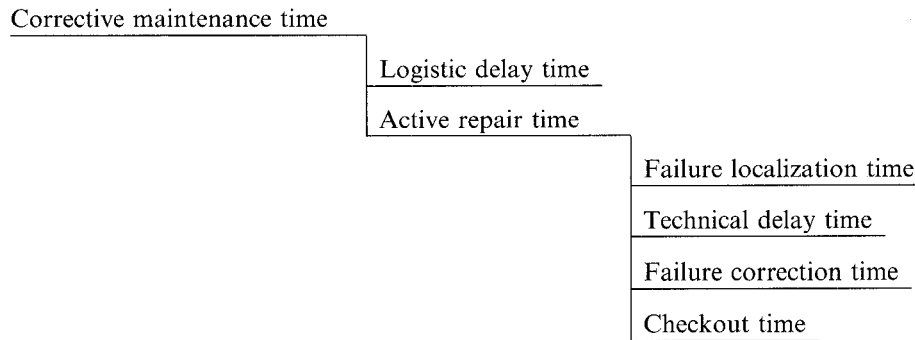 Corrective maintenance time
Logistic delay time
Active repair time
Failure localization time
Technical delay time
Failure correction time
Checkout time